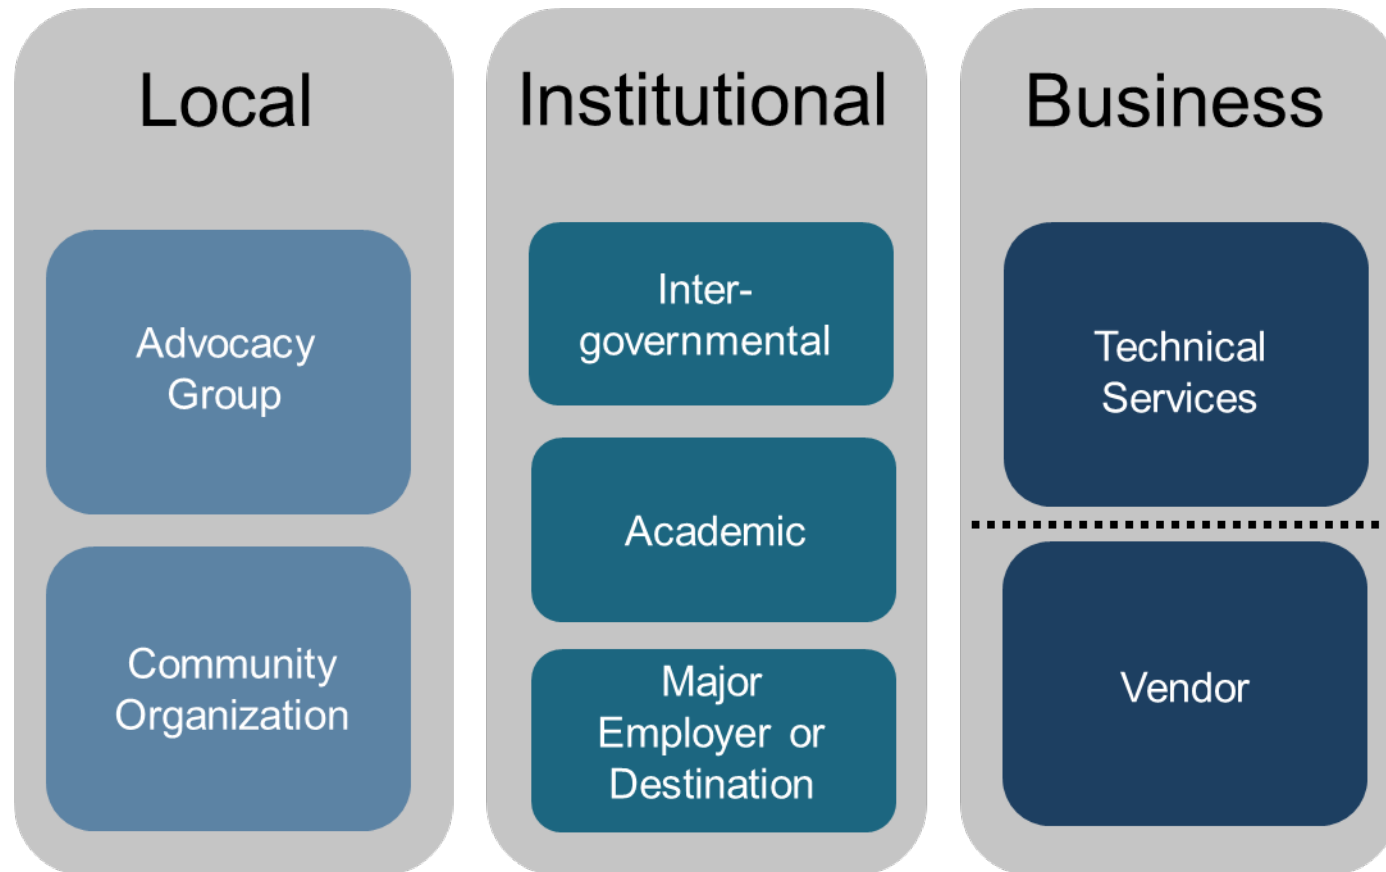 Local
Advocacy
Group
Community
Organization
Institutional
Inter-
governmental
Academic
Major
Employer or
Destination
Business
Technical
Services
Vendor